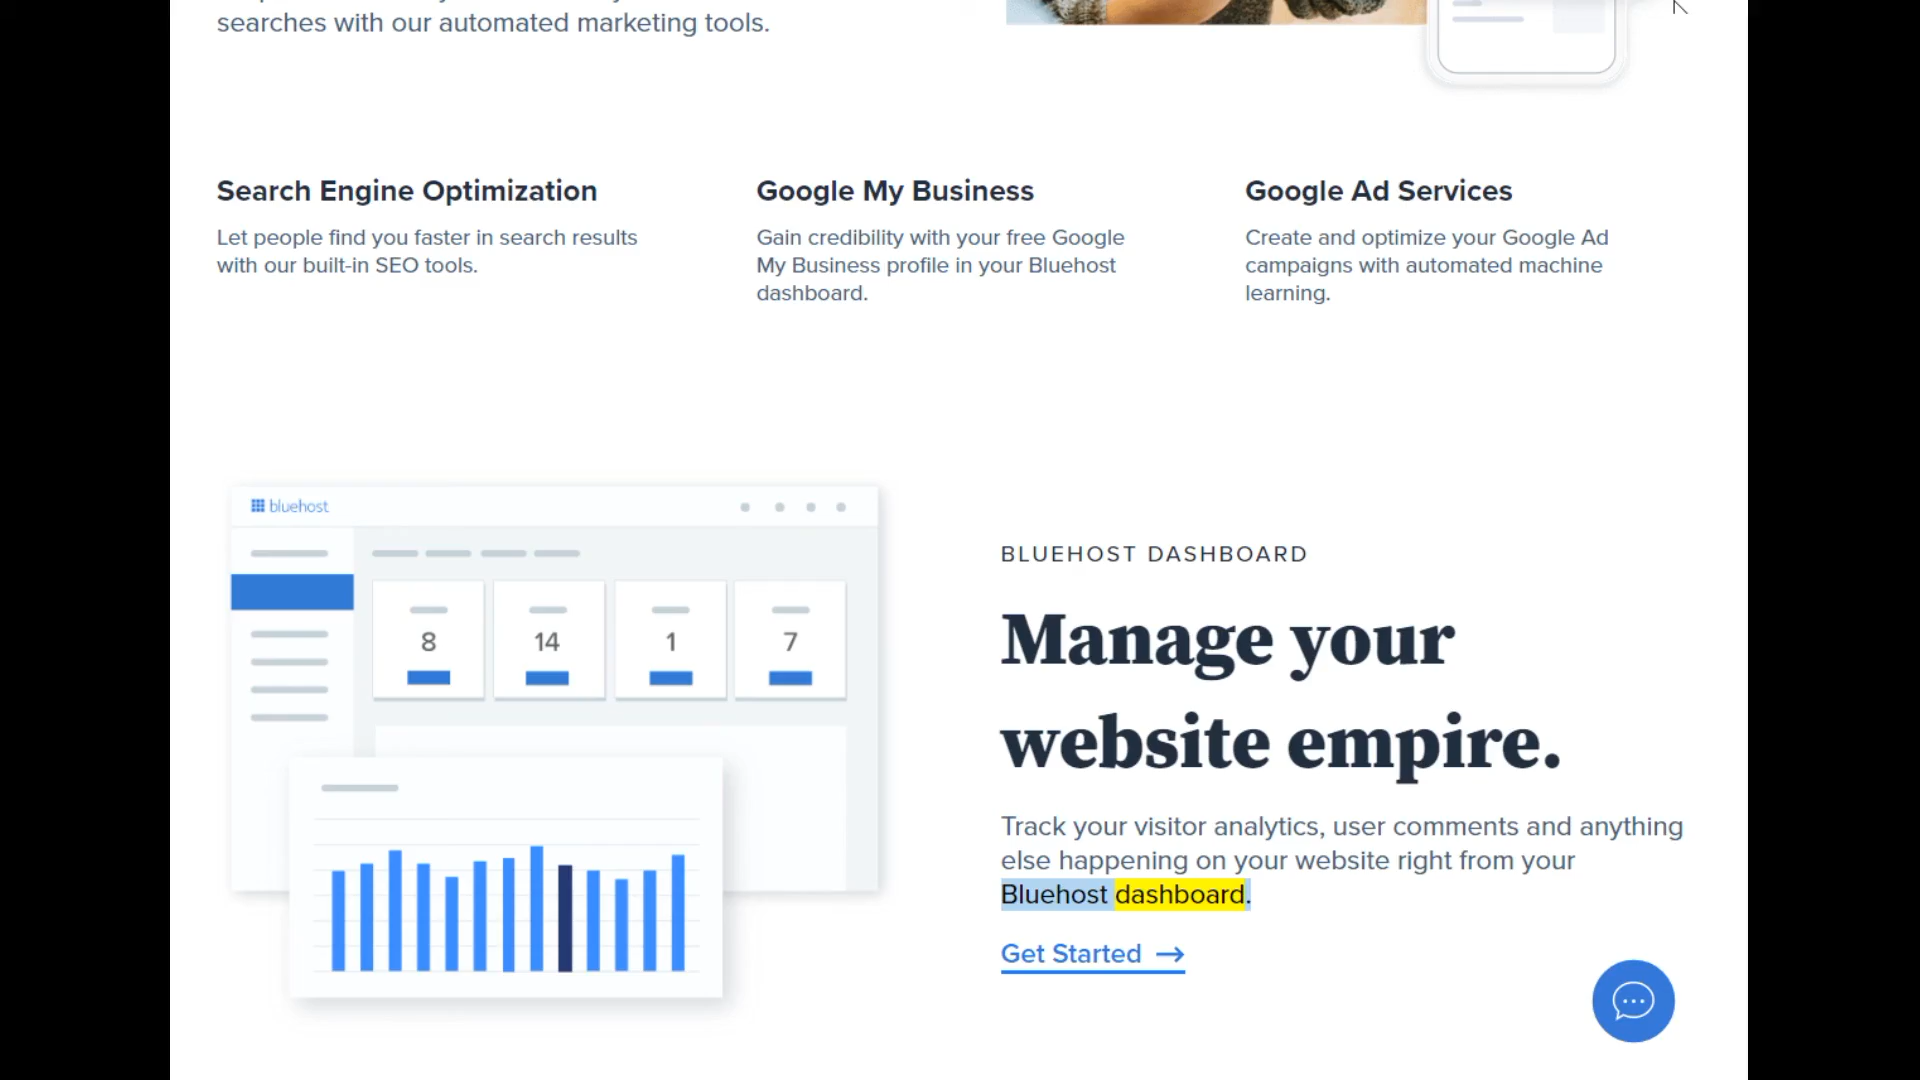 searches with our automated marketing tools.
Search Engine Optimization
Let people find you faster in search results
with our built-in SEO tools.
Google My Business
Gain credibility with your free Google
My Business profile in your Bluehost
dashboard.
Google Ad Services
Create and optimize your Google Ad
campaigns with automated machine
learning.
bluehost
8
14
1
7
BLUEHOST DASHBOARD
Manage your
website empire.
Track your visitor analytics, user comments and anything
else happening on your website right from your
Bluehost dashboard.
Get Started →